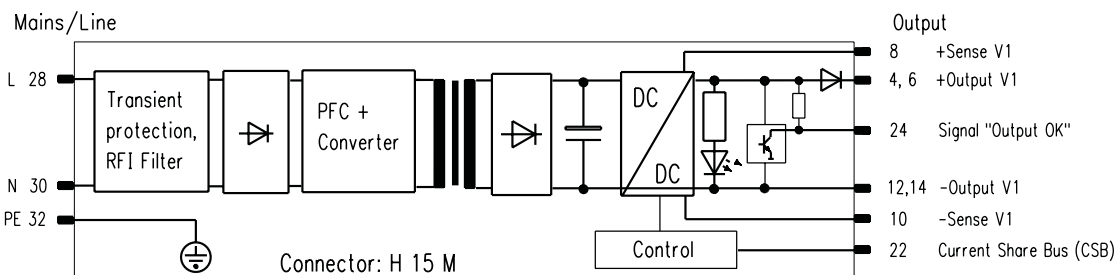 Mains/Line
Output
L 28
N 30
PE 32
Transient
protection,
RFI Filter
PFC +
Converter
DC
DC
Control
Connector: H 15 M
8 +Sense V1
4, 6 +Output V1
24 Signal "Output OK"
12,14 -Output V1
10 -Sense V1
22 Current Share Bus (CSB)